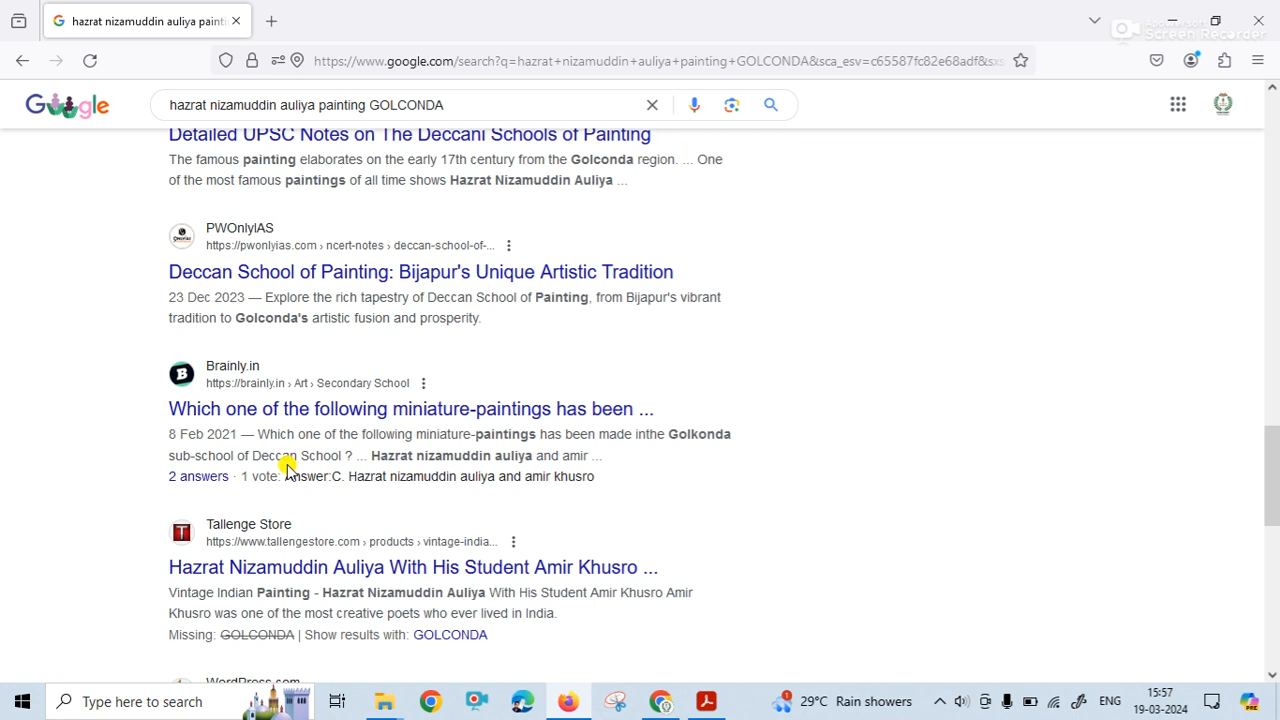 hazrat nizamuddin auliya painti
https://www.google.com/search?q=hazrat+nizamuddin+auliya+painting+GOLCONDA&sca_esv=c65587fc82e68adf&sxs
Apowersoft
Screen Recorder
Google
hazrat nizamuddin auliya painting GOLCONDA
Detailed UPSC Notes on The Deccani Schools of Painting
The famous painting elaborates on the early 17th century from the Golconda region. ... One
of the most famous paintings of all time shows Hazrat Nizamuddin Auliya ...
PWOnlyIAS
https://pwonlyias.com › ncert-notes › deccan-school-of-...
Deccan School of Painting: Bijapur's Unique Artistic Tradition
23 Dec 2023 — Explore the rich tapestry of Deccan School of Painting, from Bijapur's vibrant
tradition to Golconda's artistic fusion and prosperity.
B
Brainly.in
https://brainly.in › Art › Secondary School
Which one of the following miniature-paintings has been ...
8 Feb 2021 — Which one of the following miniature-paintings has been made inthe Golkonda
sub-school of Deccan School ? ... Hazrat nizamuddin auliya and amir ...
2 answers · 1 vote: Answer:C. Hazrat nizamuddin auliya and amir khusro
T
Tallenge Store
https://www.tallengestore.com › products › vintage-india...
Hazrat Nizamuddin Auliya With His Student Amir Khusro ...
Vintage Indian Painting - Hazrat Nizamuddin Auliya With His Student Amir Khusro Amir
Khusro was one of the most creative poets who ever lived in India.
Missing: GOLCONDA | Show results with: GOLCONDA
WordPress.com
Type here to search
1
29°C Rain showers
ENG
15:57
19-03-2024